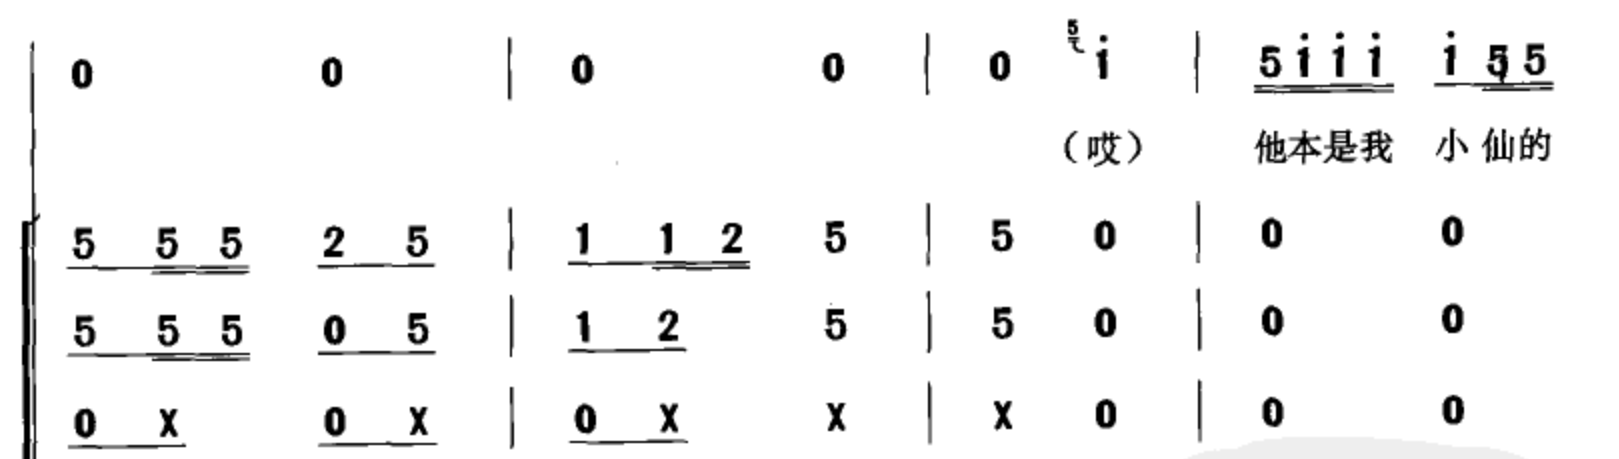 0 0 | 0 0 | 0 5 i | 5 i i i i 5 5
（哎） 他本是我 小仙的
5 5 5 2 5 | 1 1 2 5 | 5 0 | 0 0
5 5 5 0 5 | 1 2 5 | 5 0 | 0 0
0 X 0 X | 0 X X | X 0 | 0 0